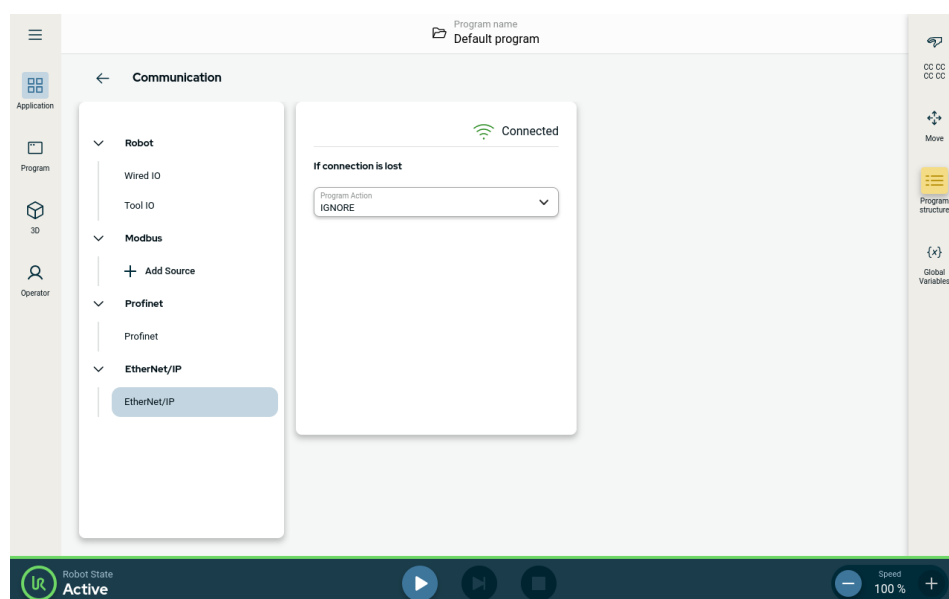 Program name
Default program
Application
Program
3D
Operator
Communication
Robot
Wired IO
Tool IO
Modbus
Add Source
Profinet
Profinet
EtherNet/IP
EtherNet/IP
Connected
If connection is lost
Program Action
IGNORE
CC CC
CC CC
Move
Program
structure
{x}
Global
Variables
Robot State
Active
Speed
100 %